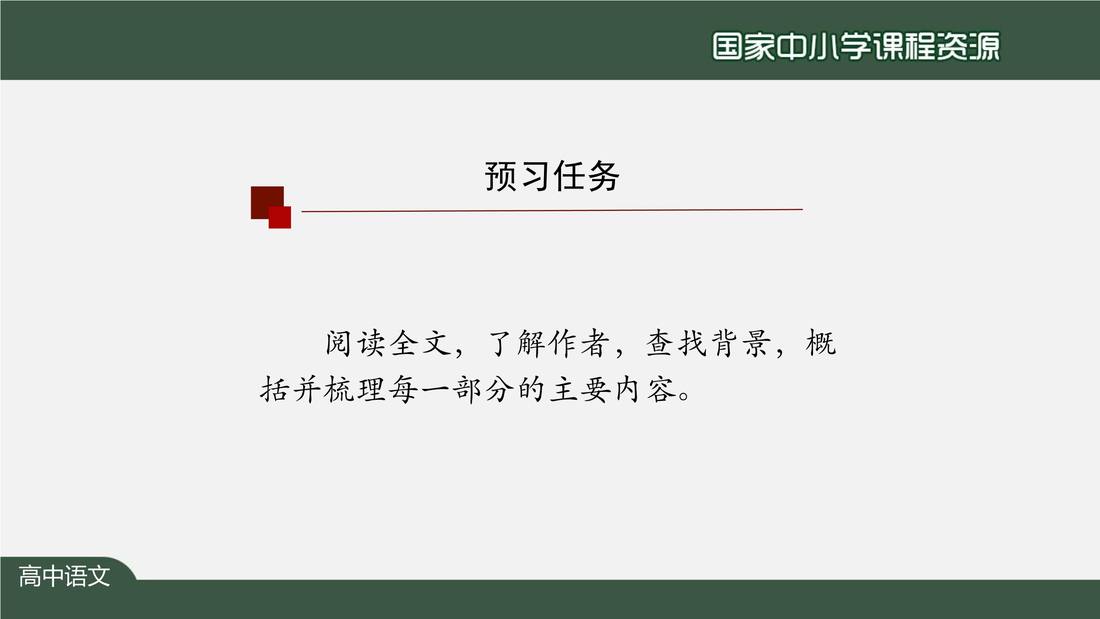 国家中小学课程资源
预习任务
阅读全文，了解作者，查找背景，概
括并梳理每一部分的主要内容。
高中语文